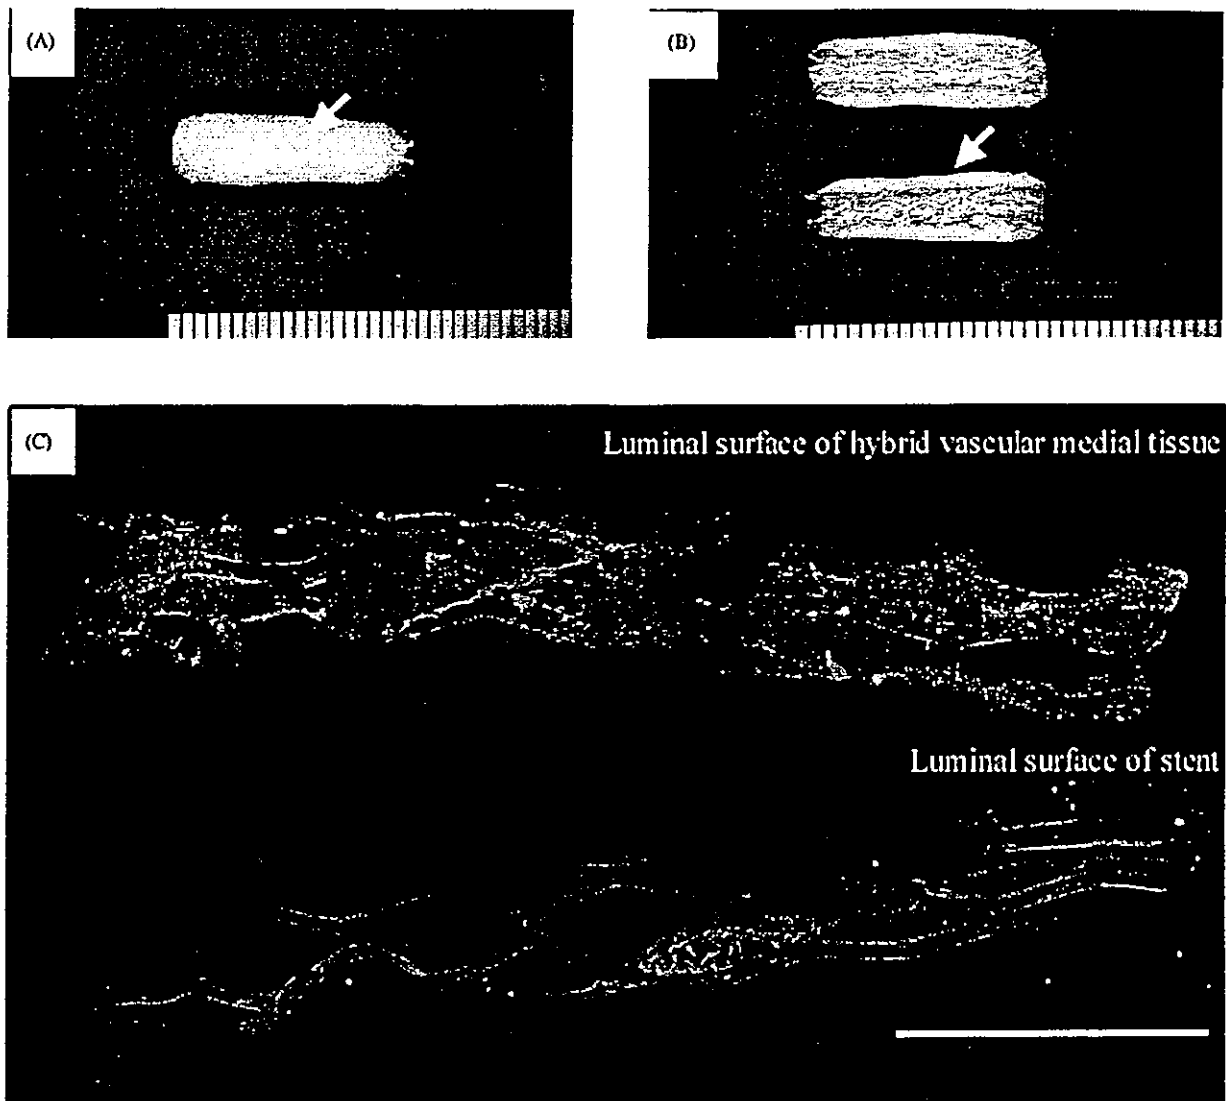 (A)
(B)
(C)
Luminal surface of hybrid vascular medial tissue
Luminal surface of stent